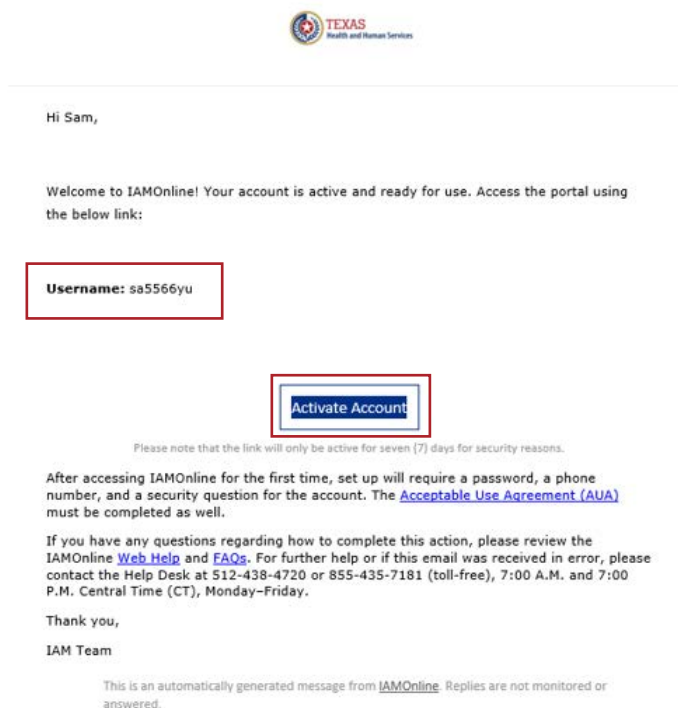 TEXAS
Health and Human Services
Hi Sam,
Welcome to IAMOnline! Your account is active and ready for use. Access the portal using
the below link:
Username: sa5566yu
Activate Account
Please note that the link will only be active for seven (7) days for security reasons.
After accessing IAMOnline for the first time, set up will require a password, a phone
number, and a security question for the account. The Acceptable Use Agreement (AUA)
must be completed as well.
If you have any questions regarding how to complete this action, please review the
IAMOnline Web Help and FAQs. For further help or if this email was received in error, please
contact the Help Desk at 512-438-4720 or 855-435-7181 (toll-free), 7:00 A.M. and 7:00
P.M. Central Time (CT), Monday–Friday.
Thank you,
IAM Team
This is an automatically generated message from IAMOnline. Replies are not monitored or
answered.